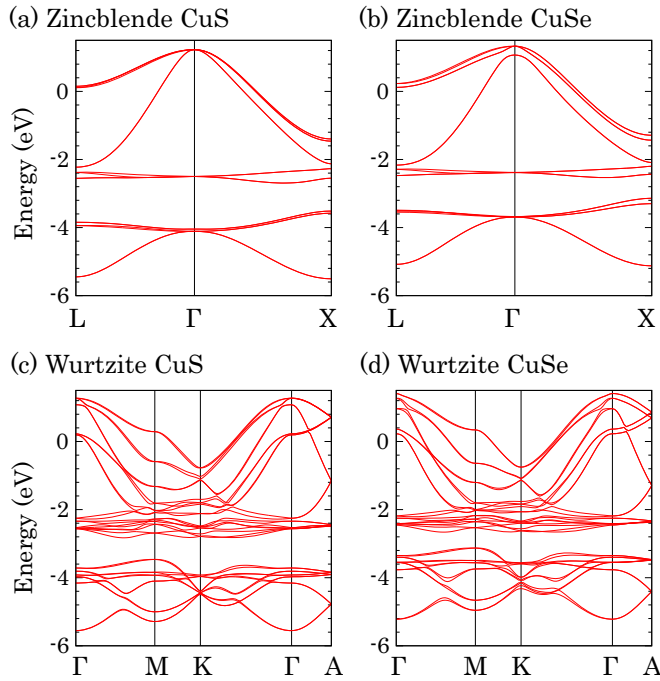 (a) Zincblende CuS
(b) Zincblende CuSe
Energy (eV)
0
-2
-4
-6
L Γ X
0
-2
-4
-6
L Γ X
(c) Wurtzite CuS
(d) Wurtzite CuSe
Energy (eV)
0
-2
-4
-6
Γ M K Γ A
0
-2
-4
-6
Γ M K Γ A